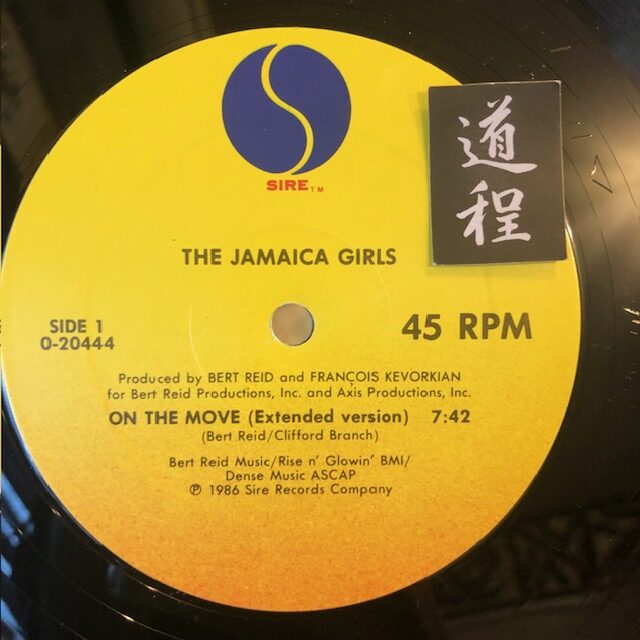 SIRE TM
道
程
THE JAMAICA GIRLS
SIDE 1
0-20444
45 RPM
Produced by BERT REID and FRANÇOIS KEVORKIAN
for Bert Reid Productions, Inc. and Axis Productions, Inc.
ON THE MOVE (Extended version) 7:42
(Bert Reid/Clifford Branch)
Bert Reid Music/Rise n' Glowin" BMI/
Dense Music ASCAP
℗ 1986 Sire Records Company